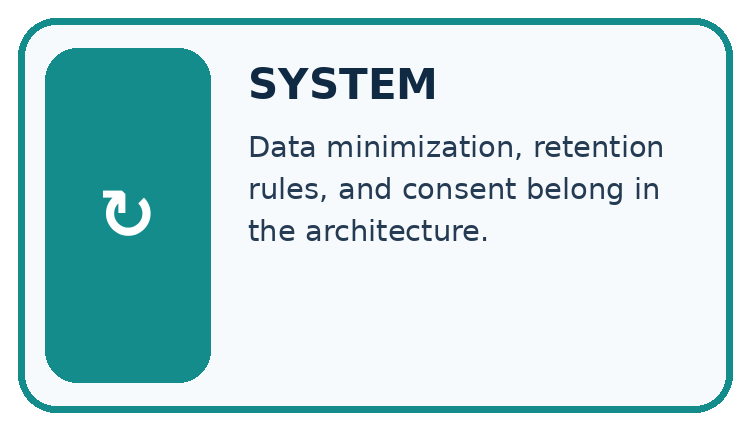 SYSTEM
Data minimization, retention
rules, and consent belong in
the architecture.